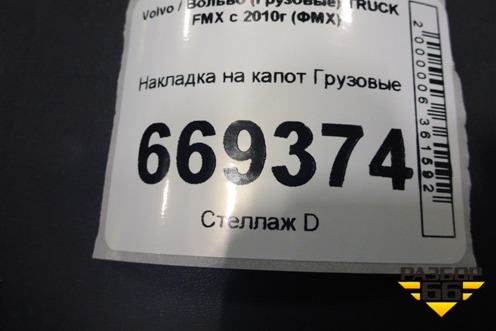 Volvo / Вольво (Грузовые) TRUCK
FMX с 2010г (ФМХ)
Накладка на капот Грузовые
669374
Стеллаж D
2000006361592
РАЗБОР
66